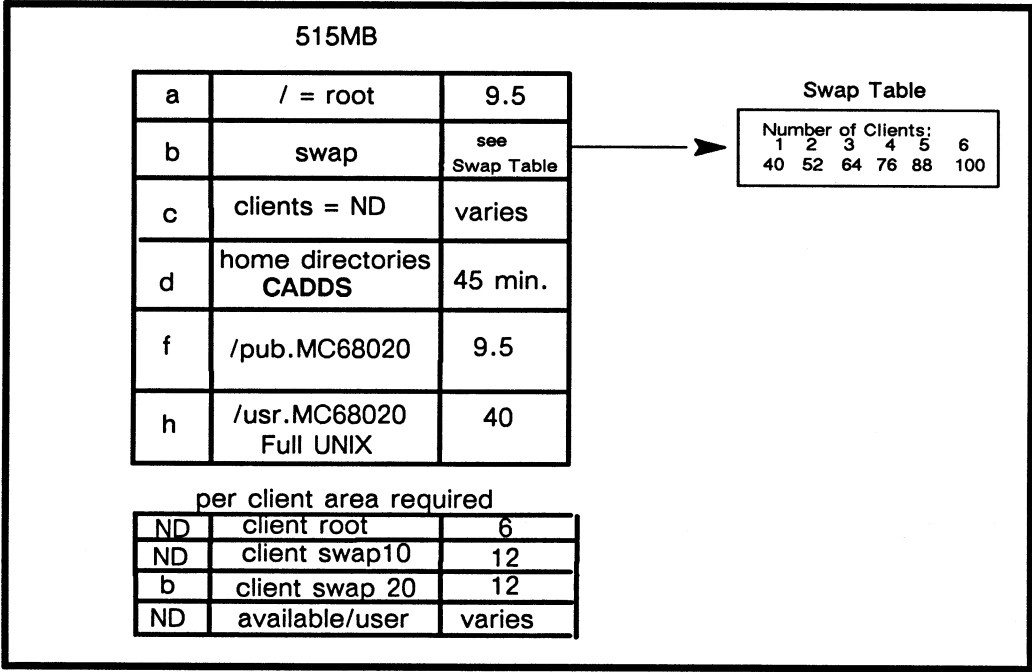 515MB
a / = root 9.5
b swap see Swap Table
c clients = ND varies
d home directories CADDS 45 min.
f /pub.MC68020 9.5
h /usr.MC68020 Full UNIX 40
Swap Table
Number of Clients:
1 2 3 4 5 6
40 52 64 76 88 100
per client area required
ND client root 6
ND client swap10 12
b client swap 20 12
ND available/user varies